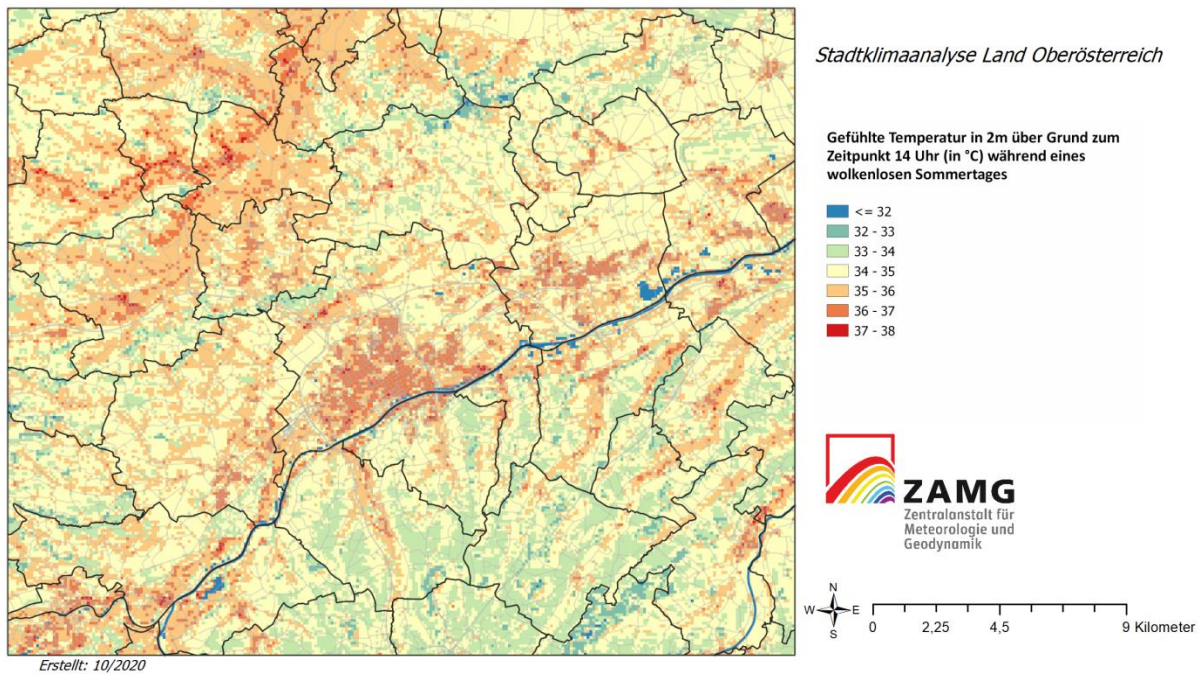 Stadtklimaanalyse Land Oberösterreich
Gefühlte Temperatur in 2m über Grund zum
Zeitpunkt 14 Uhr (in °C) während eines
wolkenlosen Sommertages
<= 32
32 - 33
33 - 34
34 - 35
35 - 36
36 - 37
37 - 38
ZAMG
Zentralanstalt für
Meteorologie und
Geodynamik
N
W E
S
0 2,25 4,5 9 Kilometer
Erstellt: 10/2020